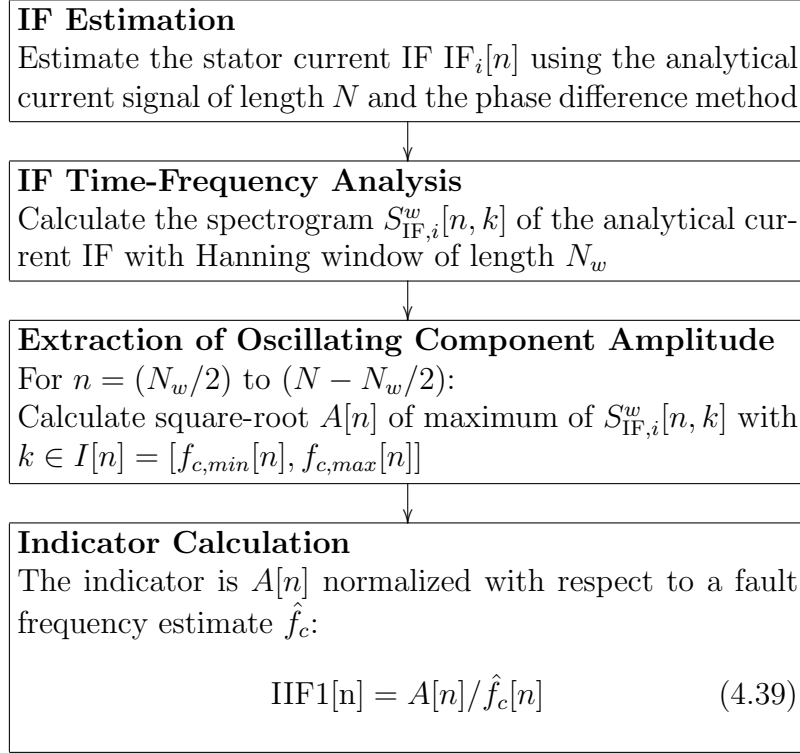 IF Estimation
Estimate the stator current IF IF_i[n] using the analytical
current signal of length N and the phase difference method
IF Time-Frequency Analysis
Calculate the spectrogram S^w_{IF,i}[n, k] of the analytical cur-
rent IF with Hanning window of length N_w
Extraction of Oscillating Component Amplitude
For n = (N_w/2) to (N − N_w/2):
Calculate square-root A[n] of maximum of S^w_{IF,i}[n, k] with
k ∈ I[n] = [f_{c,min}[n], f_{c,max}[n]]
Indicator Calculation
The indicator is A[n] normalized with respect to a fault
frequency estimate f̂_c:
IIF1[n] = A[n]/f̂_c[n] (4.39)